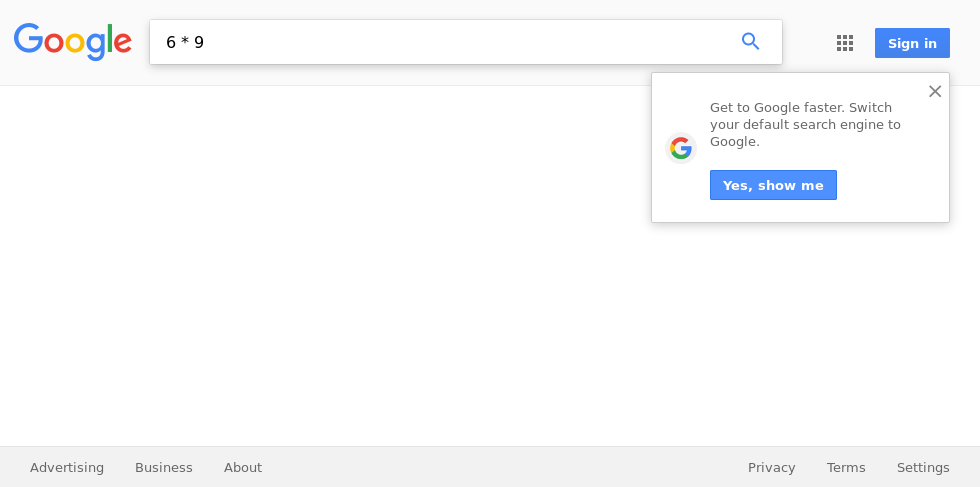 Google
6 * 9
Sign in
Get to Google faster. Switch
your default search engine to
Google.
Yes, show me
Advertising
Business
About
Privacy
Terms
Settings